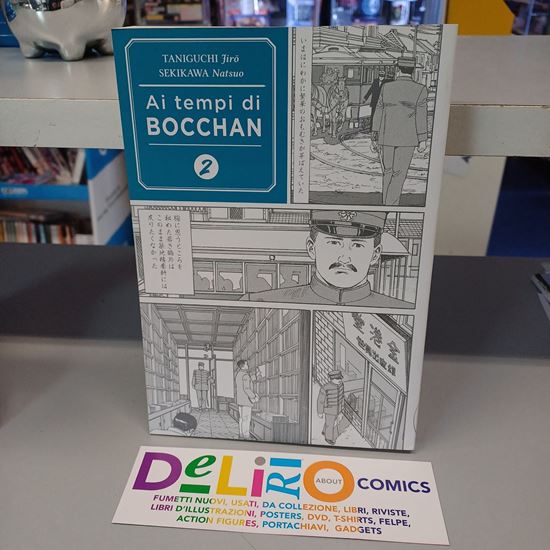 TANIGUCHI Jirō
SEKIKAWA Natsuo
Ai tempi di
BOCCHAN
2
DeLiRiO
ABOUT
COMICS
FUMETTI NUOVI, USATI, DA COLLEZIONE, LIBRI, RIVISTE,
LIBRI D'ILLUSTRAZIONI, POSTERS, DVD, T-SHIRTS, FELPE,
ACTION FIGURES, PORTACHIAVI, GADGETS